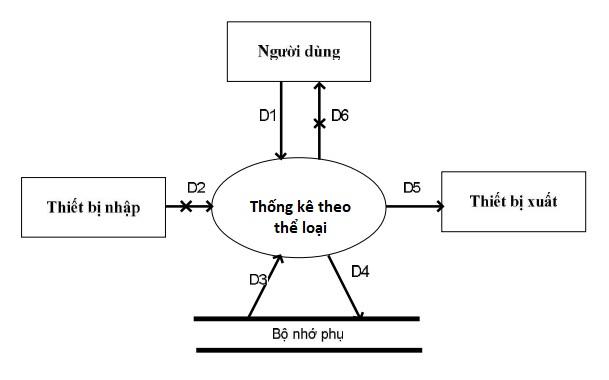 Người dùng
D1
D6
Thiết bị nhập
D2
Thống kê theo
thể loại
D5
Thiết bị xuất
D3
D4
Bộ nhớ phụ